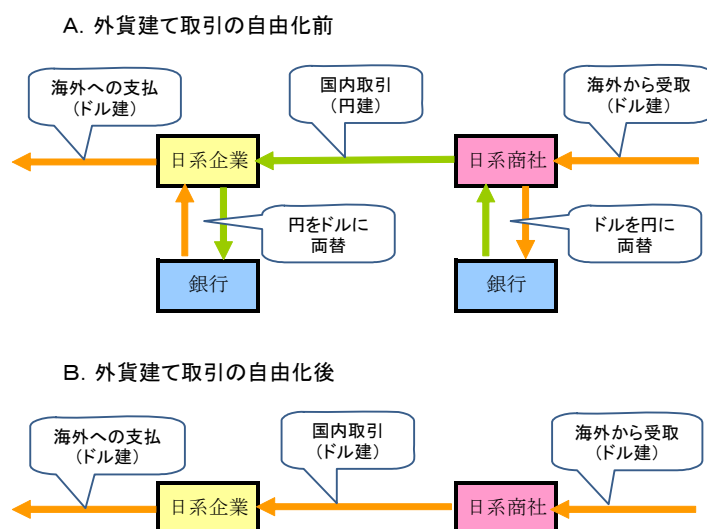 A. 外貨建て取引の自由化前
海外への支払
(ドル建)
国内取引
(円建)
海外から受取
(ドル建)
日系企業
日系商社
円をドルに
両替
ドルを円に
両替
銀行
銀行
B. 外貨建て取引の自由化後
海外への支払
(ドル建)
国内取引
(ドル建)
海外から受取
(ドル建)
日系企業
日系商社